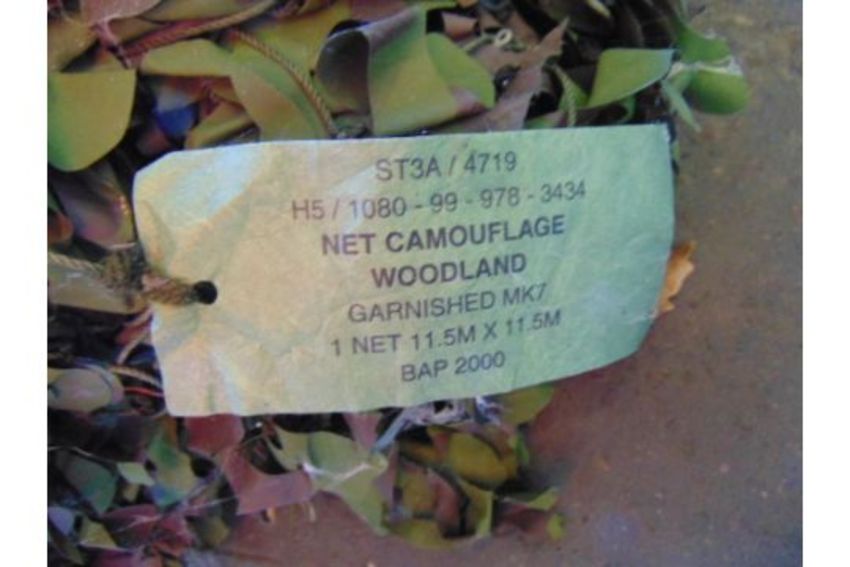 ST3A / 4719
H5 / 1080 - 99 - 978 - 3434
NET CAMOUFLAGE
WOODLAND
GARNISHED MK7
1 NET 11.5M X 11.5M
BAP 2000